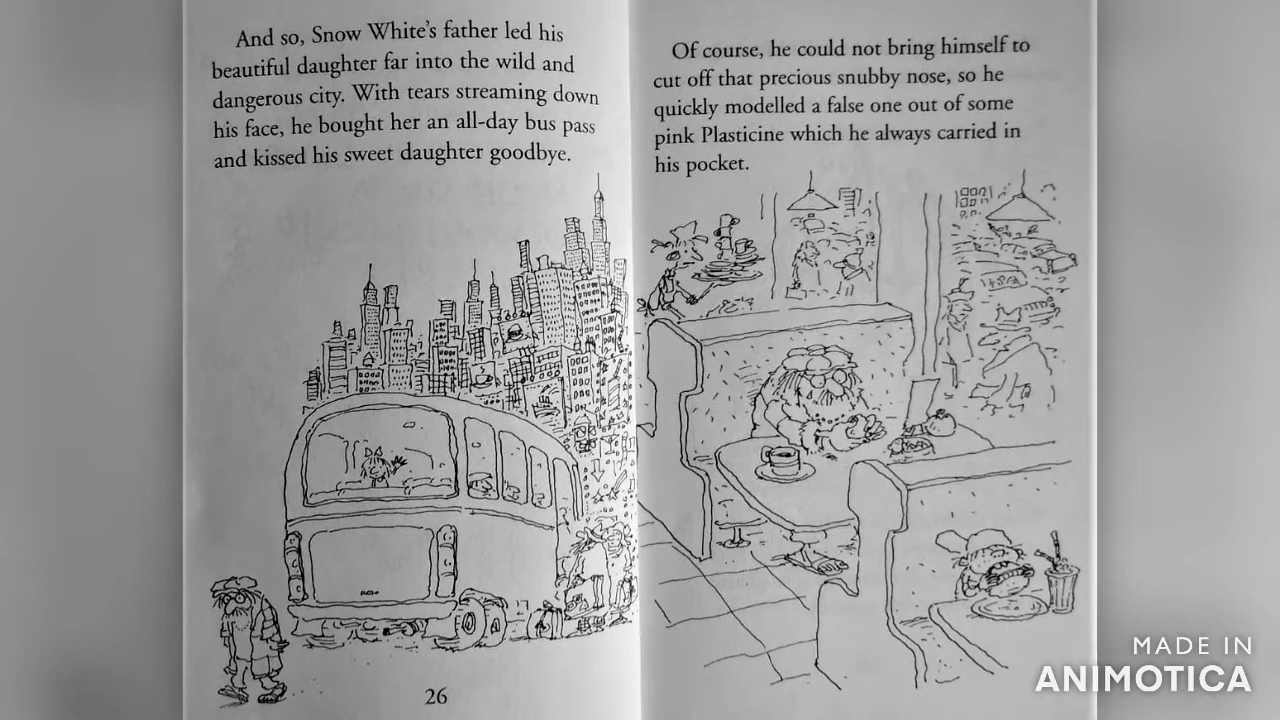 And so, Snow White's father led his
beautiful daughter far into the wild and
dangerous city. With tears streaming down
his face, he bought her an all-day bus pass
and kissed his sweet daughter goodbye.
26
Of course, he could not bring himself to
cut off that precious snubby nose, so he
quickly modelled a false one out of some
pink Plasticine which he always carried in
his pocket.
MADE IN
ANIMOTICA